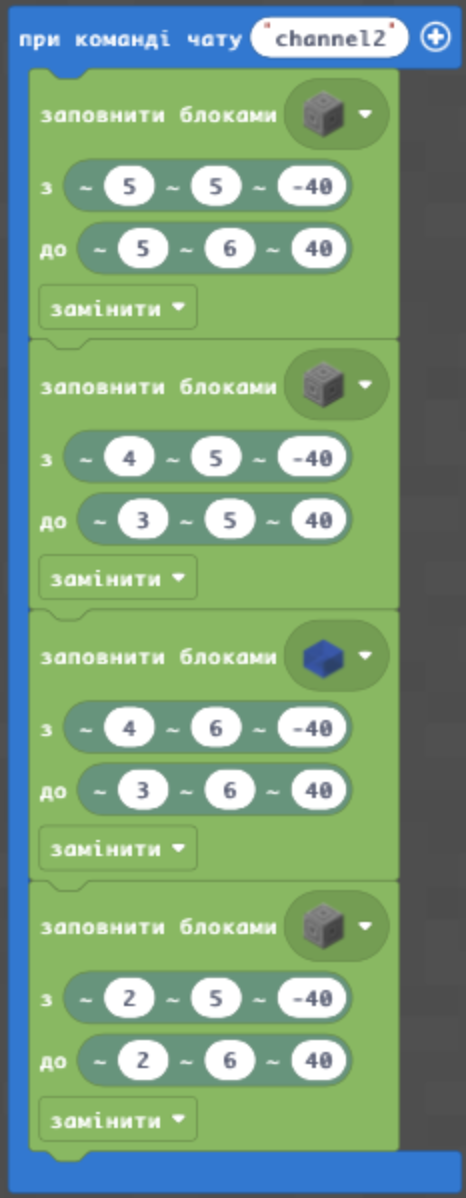 при команді чату "channel2"
заповнити блоками
з ~ 5 ~ 5 ~ -40
до ~ 5 ~ 6 ~ 40
замінити
заповнити блоками
з ~ 4 ~ 5 ~ -40
до ~ 3 ~ 5 ~ 40
замінити
заповнити блоками
з ~ 4 ~ 6 ~ -40
до ~ 3 ~ 6 ~ 40
замінити
заповнити блоками
з ~ 2 ~ 5 ~ -40
до ~ 2 ~ 6 ~ 40
замінити